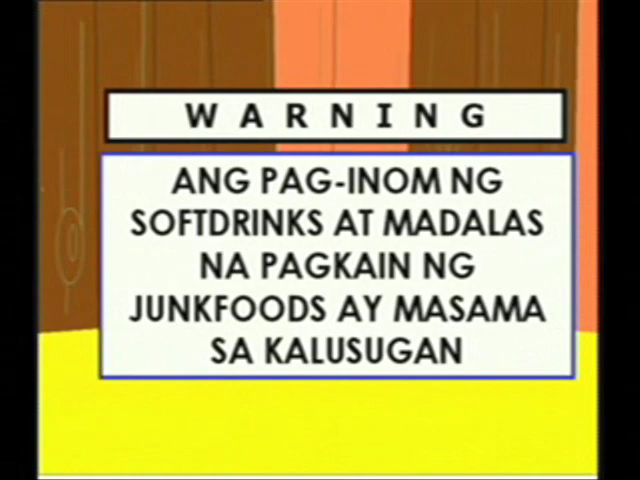 WARNING
ANG PAG-INOM NG
SOFTDRINKS AT MADALAS
NA PAGKAIN NG
JUNKFOODS AY MASAMA
SA KALUSUGAN